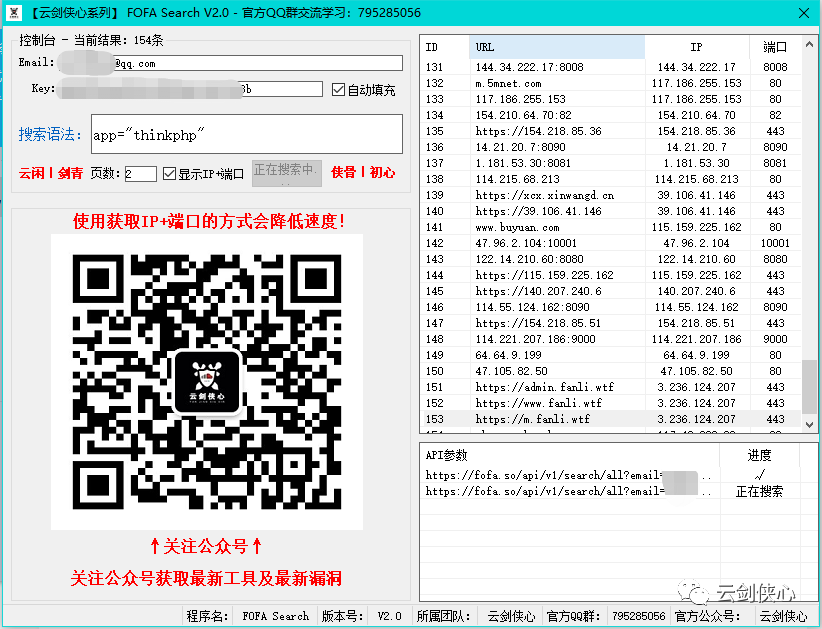 【云剑侠心系列】 FOFA Search V2.0 - 官方QQ群交流学习：795285056
控制台 - 当前结果：154条
Email: @qq.com
Key: 8b 自动填充
搜索语法: app="thinkphp"
云闲丨剑青 页数: 2 显示IP+端口 正在搜索中... 侠骨丨初心
使用获取IP+端口的方式会降低速度！
云剑侠心
↑关注公众号↑
关注公众号获取最新工具及最新漏洞
ID URL IP 端口
131 144.34.222.17:8008 144.34.222.17 8008
132 m.5mnet.com 117.186.255.153 80
133 117.186.255.153 117.186.255.153 80
134 154.210.64.70:82 154.210.64.70 82
135 https://154.218.85.36 154.218.85.36 443
136 14.21.20.7:8090 14.21.20.7 8090
137 1.181.53.30:8081 1.181.53.30 8081
138 114.215.68.213 114.215.68.213 80
139 https://xcx.xinwangd.cn 39.106.41.146 443
140 https://39.106.41.146 39.106.41.146 443
141 www.buyuan.com 115.159.225.162 80
142 47.96.2.104:10001 47.96.2.104 10001
143 122.14.210.60:8080 122.14.210.60 8080
144 https://115.159.225.162 115.159.225.162 443
145 https://140.207.240.6 140.207.240.6 443
146 114.55.124.162:8090 114.55.124.162 8090
147 https://154.218.85.51 154.218.85.51 443
148 114.221.207.186:9000 114.221.207.186 9000
149 64.64.9.199 64.64.9.199 80
150 47.105.82.50 47.105.82.50 80
151 https://admin.fanli.wtf 3.236.124.207 443
152 https://www.fanli.wtf 3.236.124.207 443
153 https://m.fanli.wtf 3.236.124.207 443
API参数 进度
https://fofa.so/api/v1/search/all?email= .. √
https://fofa.so/api/v1/search/all?email= .. 正在搜索
云剑侠心
程序名: FOFA Search 版本号: V2.0 所属团队: 云剑侠心 官方QQ群: 795285056 官方公众号: 云剑侠心